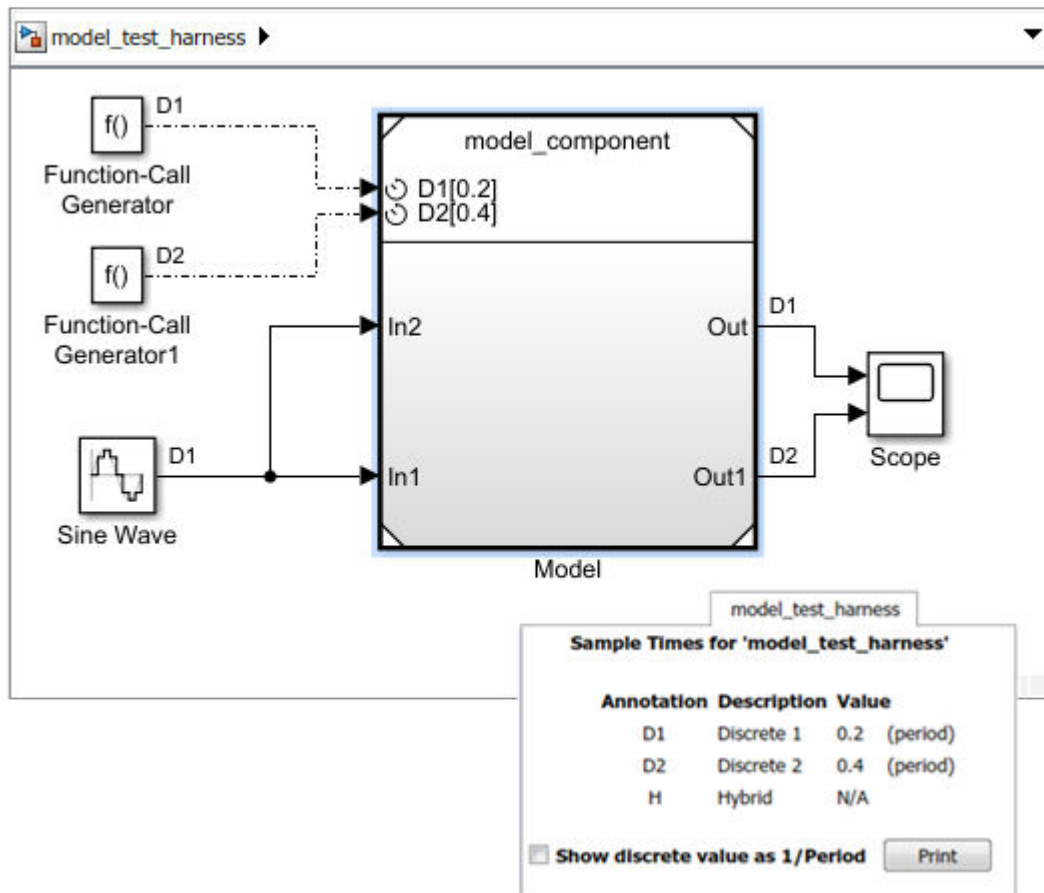 model_test_harness
D1
f()
Function-Call
Generator
D2
f()
Function-Call
Generator1
D1
Sine Wave
model_component
D1[0.2]
D2[0.4]
In2
Out
In1
Out1
Model
D1
D2
Scope
model_test_harness
Sample Times for 'model_test_harness'
Annotation Description Value
D1 Discrete 1 0.2 (period)
D2 Discrete 2 0.4 (period)
H Hybrid N/A
Show discrete value as 1/Period Print